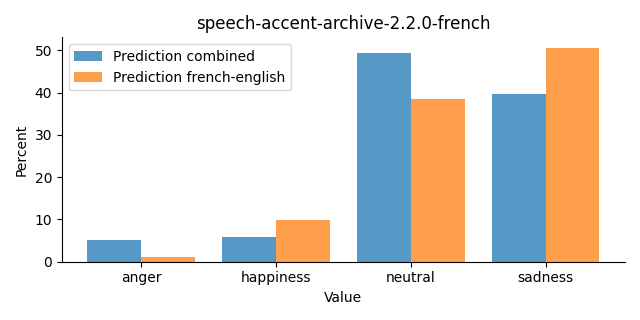 speech-accent-archive-2.2.0-french
Prediction combined
Prediction french-english
Percent
50
40
30
20
10
0
anger happiness neutral sadness
Value